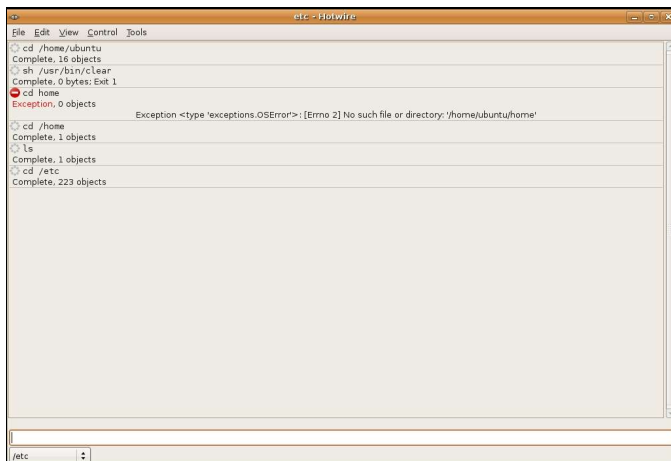 etc - Hotwire
File Edit View Control Tools
cd /home/ubuntu
Complete, 16 objects
sh /usr/bin/clear
Complete, 0 bytes; Exit 1
cd home
Exception, 0 objects
Exception <type 'exceptions.OSError'>: [Errno 2] No such file or directory: '/home/ubuntu/home'
cd /home
Complete, 1 objects
ls
Complete, 1 objects
cd /etc
Complete, 223 objects
/etc